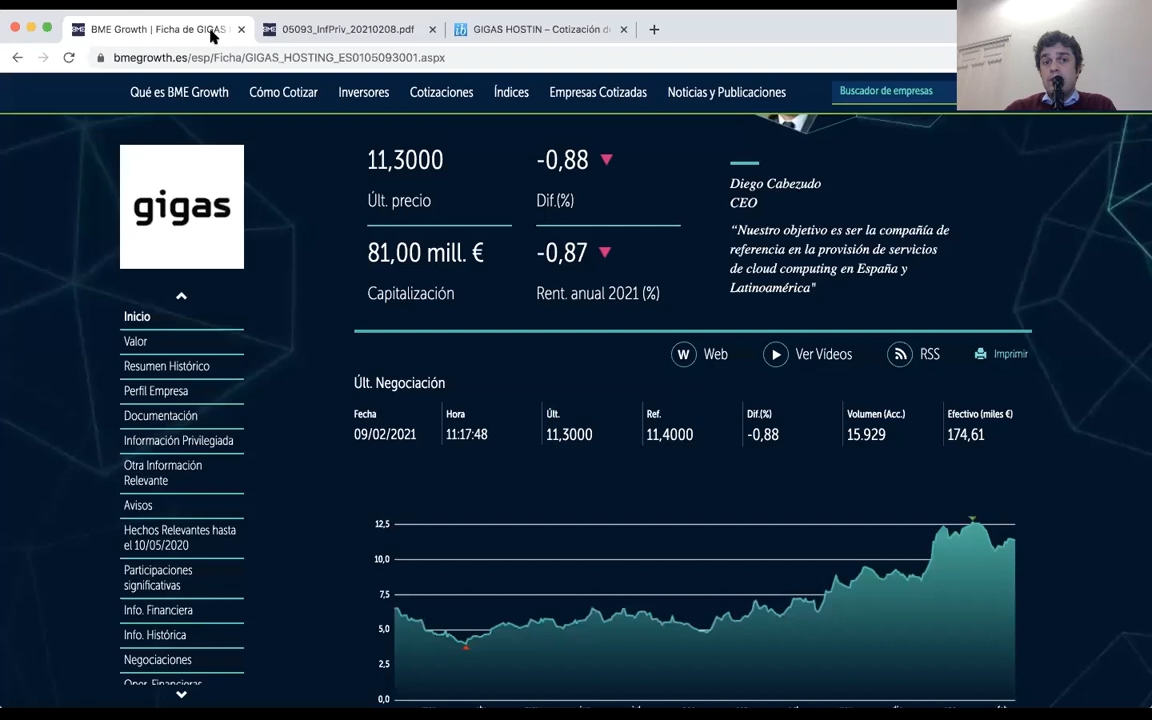 BME Growth | Ficha de GIGAS
05093_InfPriv_20210208.pdf
GIGAS HOSTIN – Cotización de
bmegrowth.es/esp/Ficha/GIGAS_HOSTING_ES0105093001.aspx
Qué es BME Growth Cómo Cotizar Inversores Cotizaciones Índices Empresas Cotizadas Noticias y Publicaciones Buscador de empresas
gigas
11,3000
Últ. precio
-0,88
Dif.(%)
81,00 mill. €
Capitalización
-0,87
Rent. anual 2021 (%)
Diego Cabezudo
CEO
“Nuestro objetivo es ser la compañía de
referencia en la provisión de servicios
de cloud computing en España y
Latinoamérica"
Inicio
Valor
Resumen Histórico
Perfil Empresa
Documentación
Información Privilegiada
Otra Información
Relevante
Avisos
Hechos Relevantes hasta
el 10/05/2020
Participaciones
significativas
Info. Financiera
Info. Histórica
Negociaciones
Oper. Financieras
W Web Ver Vídeos RSS Imprimir
Últ. Negociación
Fecha Hora Últ. Ref. Dif.(%) Volumen (Acc.) Efectivo (miles €)
09/02/2021 11:17:48 11,3000 11,4000 -0,88 15.929 174,61
12,5
10,0
7,5
5,0
2,5
0,0